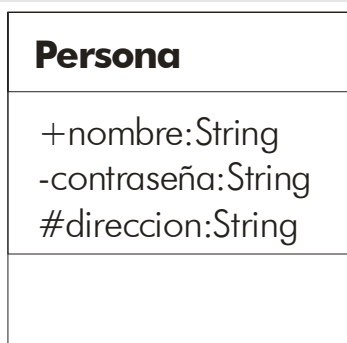 Persona
+nombre:String
-contraseña:String
#direccion:String